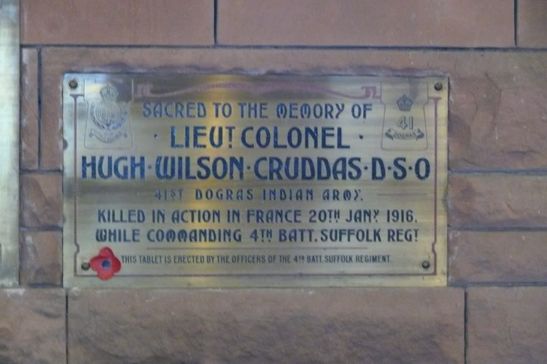 SACRED TO THE MEMORY OF
· LIEUT COLONEL ·
HUGH·WILSON·CRUDDAS·D·S·O
41ST DOGRAS INDIAN ARMY.
KILLED IN ACTION IN FRANCE 20TH JANY. 1916.
WHILE COMMANDING 4TH BATT. SUFFOLK REGT
THIS TABLET IS ERECTED BY THE OFFICERS OF THE 4TH BATT. SUFFOLK REGIMENT.
41
DOGRAS